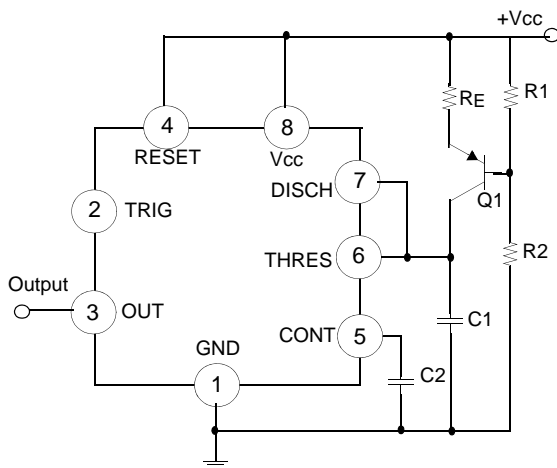 +Vcc
RE
R1
4
8
RESET
Vcc
7
DISCH
Q1
2
TRIG
6
THRES
R2
Output
3
OUT
C1
5
CONT
GND
1
C2